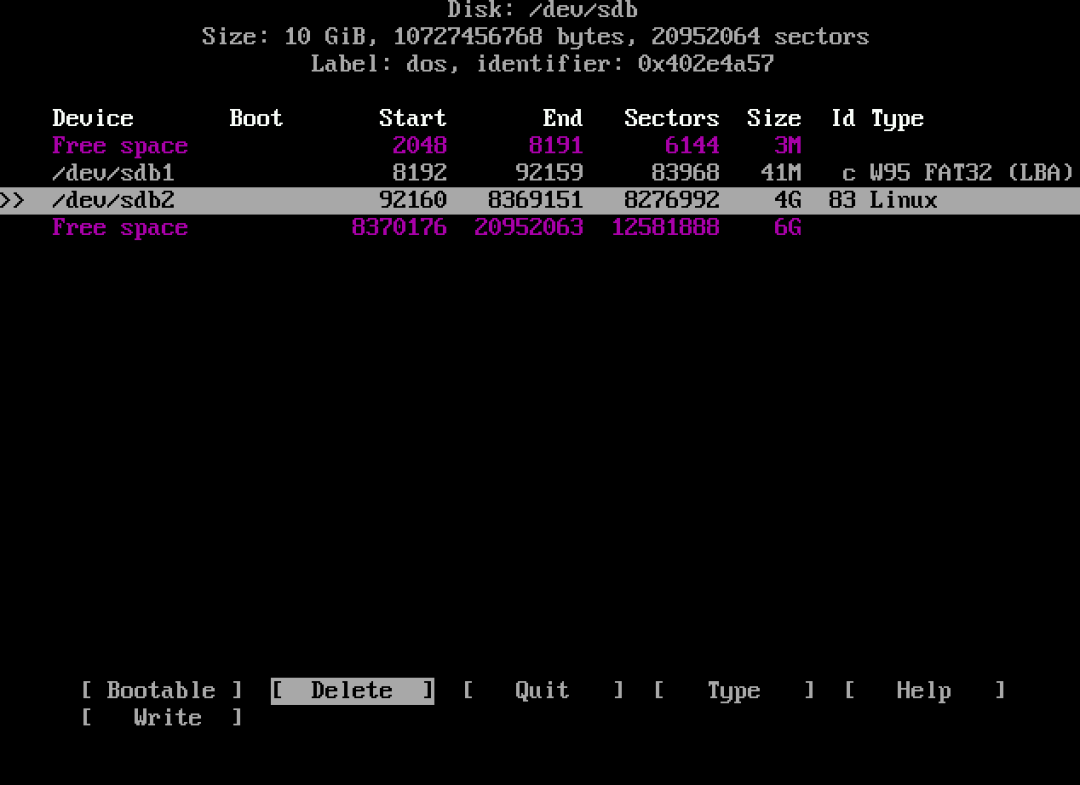 Disk: /dev/sdb
Size: 10 GiB, 10727456768 bytes, 20952064 sectors
Label: dos, identifier: 0x402e4a57
Device Boot Start End Sectors Size Id Type
Free space 2048 8191 6144 3M
/dev/sdb1 8192 92159 83968 41M c W95 FAT32 (LBA)
>> /dev/sdb2 92160 8369151 8276992 4G 83 Linux
Free space 8370176 20952063 12581888 6G
[ Bootable ] [ Delete ] [ Quit ] [ Type ] [ Help ]
[ Write ]